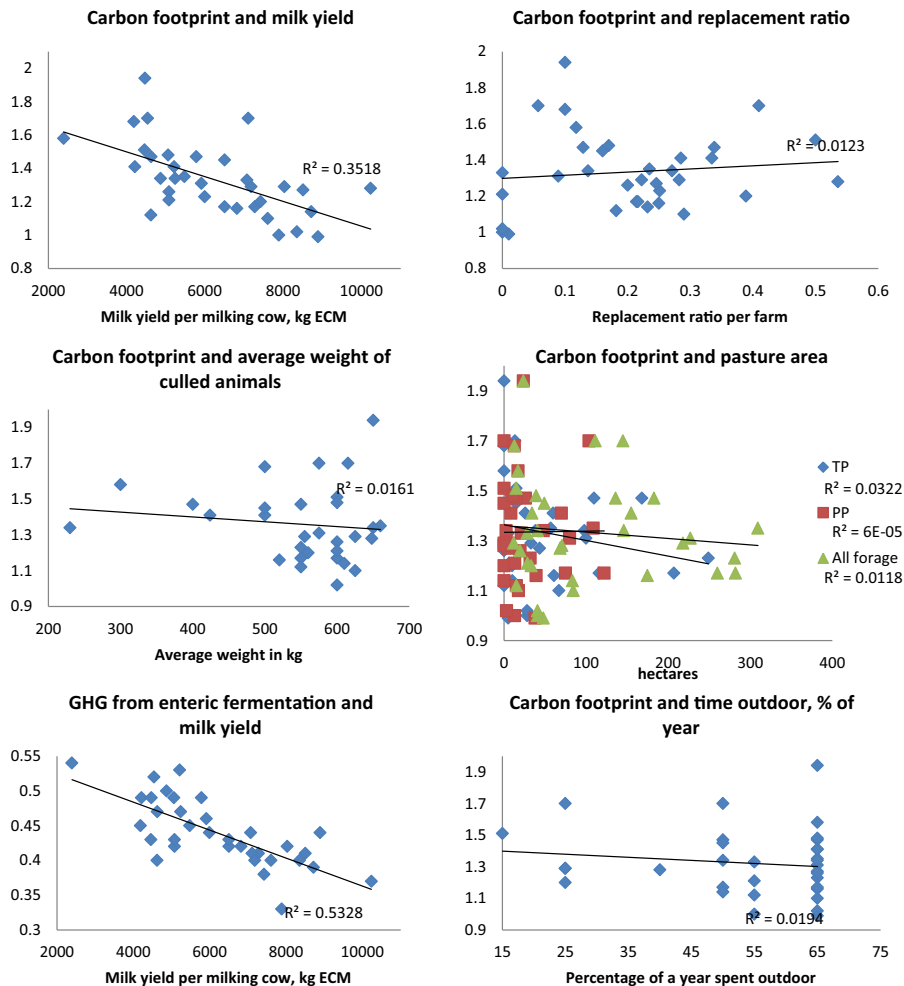 Carbon footprint and milk yield
2
1.8
1.6
1.4
1.2
1
0.8
R² = 0.3518
2000 4000 6000 8000 10000
Milk yield per milking cow, kg ECM
Carbon footprint and replacement ratio
2
1.8
1.6
1.4
1.2
1
0.8
R² = 0.0123
0 0.1 0.2 0.3 0.4 0.5 0.6
Replacement ratio per farm
Carbon footprint and average weight of
culled animals
1.9
1.7
1.5
1.3
1.1
0.9
R² = 0.0161
200 300 400 500 600 700
Average weight in kg
Carbon footprint and pasture area
1.9
1.7
1.5
1.3
1.1
0.9
TP
R² = 0.0322
PP
R² = 6E-05
All forage
R² = 0.0118
0 100 200 300 400
hectares
GHG from enteric fermentation and
milk yield
0.55
0.5
0.45
0.4
0.35
0.3
R² = 0.5328
2000 4000 6000 8000 10000
Milk yield per milking cow, kg ECM
Carbon footprint and time outdoor, % of
year
1.9
1.7
1.5
1.3
1.1
0.9
R² = 0.0194
15 25 35 45 55 65 75
Percentage of a year spent outdoor